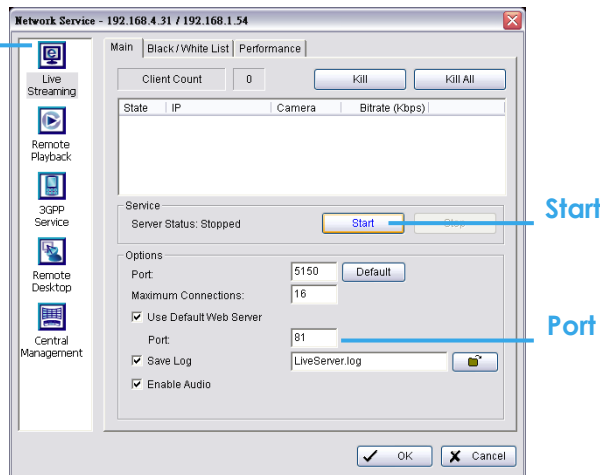 Network Service - 192.168.4.31 / 192.168.1.54
Live
Streaming
Remote
Playback
3GPP
Service
Remote
Desktop
Central
Management
Main
Black / White List
Performance
Client Count
0
Kill
Kill All
State
IP
Camera
Bitrate (Kbps)
Service
Server Status: Stopped
Start
Stop
Start
Options
Port:
5150
Default
Maximum Connections:
16
Use Default Web Server
Port:
81
Port
Save Log
LiveServer.log
Enable Audio
OK
Cancel